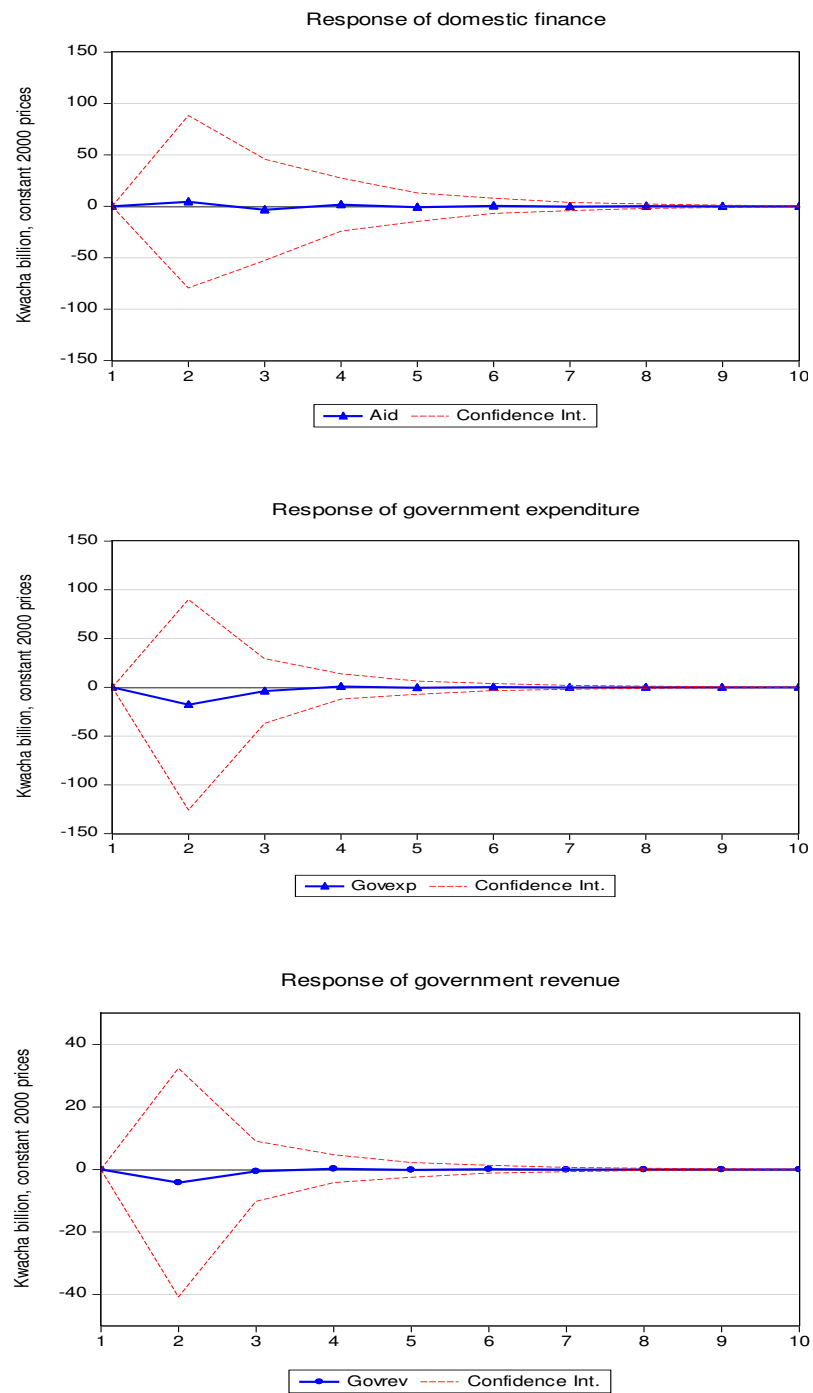 Response of domestic finance
Kwacha billion, constant 2000 prices
150
100
50
0
-50
-100
-150
1 2 3 4 5 6 7 8 9 10
Aid Confidence Int.
Response of government expenditure
Kwacha billion, constant 2000 prices
150
100
50
0
-50
-100
-150
1 2 3 4 5 6 7 8 9 10
Govexp Confidence Int.
Response of government revenue
Kwacha billion, constant 2000 prices
40
20
0
-20
-40
1 2 3 4 5 6 7 8 9 10
Govrev Confidence Int.